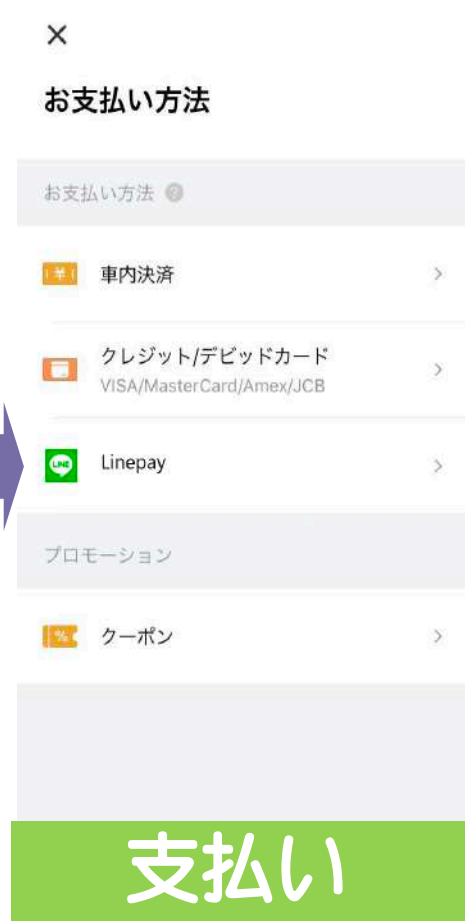 お支払い方法
お支払い方法 ?
¥
車内決済
クレジット/デビッドカード
VISA/MasterCard/Amex/JCB
LINE
Linepay
プロモーション
%
クーポン
支払い